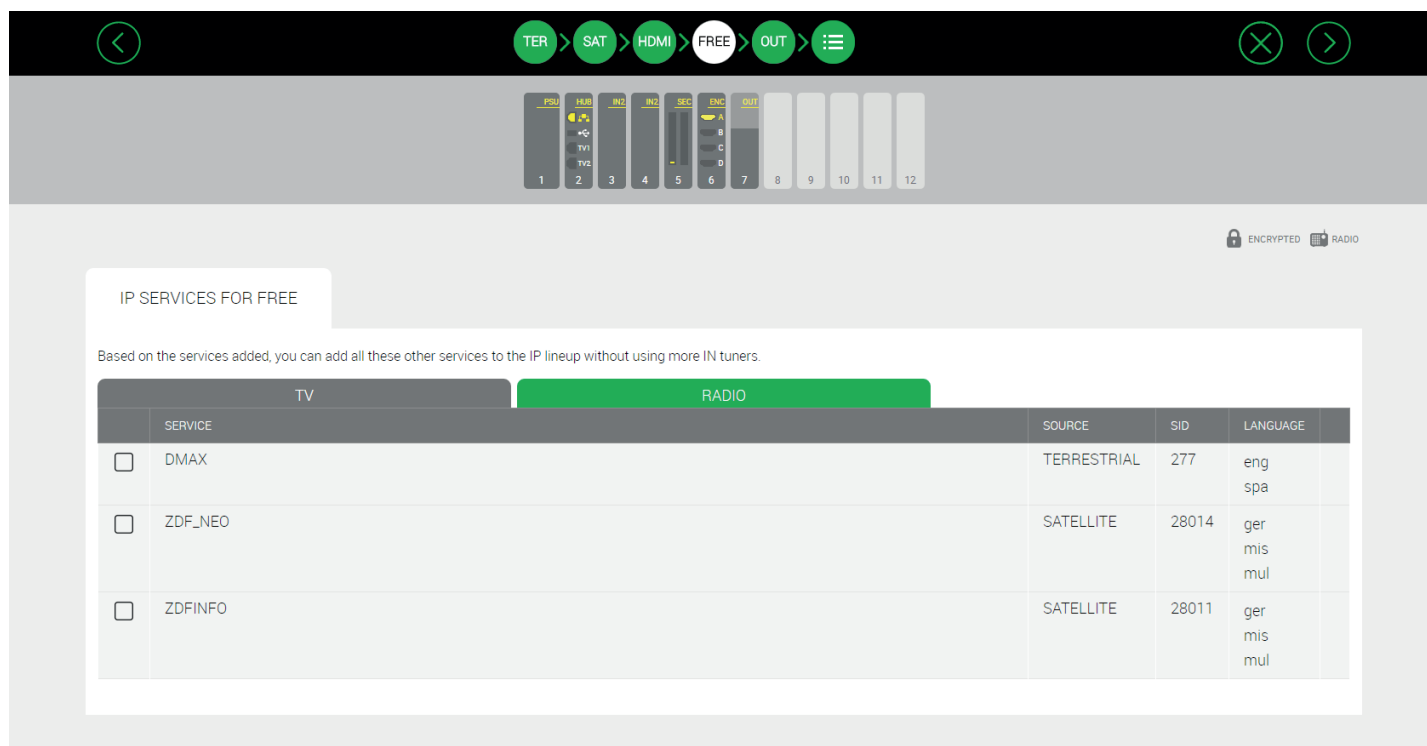 TER SAT HDMI FREE OUT
PSU HUB IN2 IN2 SEC ENC OUT
A
B
TV1 C
TV2 D
1 2 3 4 5 6 7 8 9 10 11 12
ENCRYPTED RADIO
IP SERVICES FOR FREE
Based on the services added, you can add all these other services to the IP lineup without using more IN tuners.
TV RADIO
SERVICE SOURCE SID LANGUAGE
DMAX TERRESTRIAL 277 eng
spa
ZDF_NEO SATELLITE 28014 ger
mis
mul
ZDFINFO SATELLITE 28011 ger
mis
mul